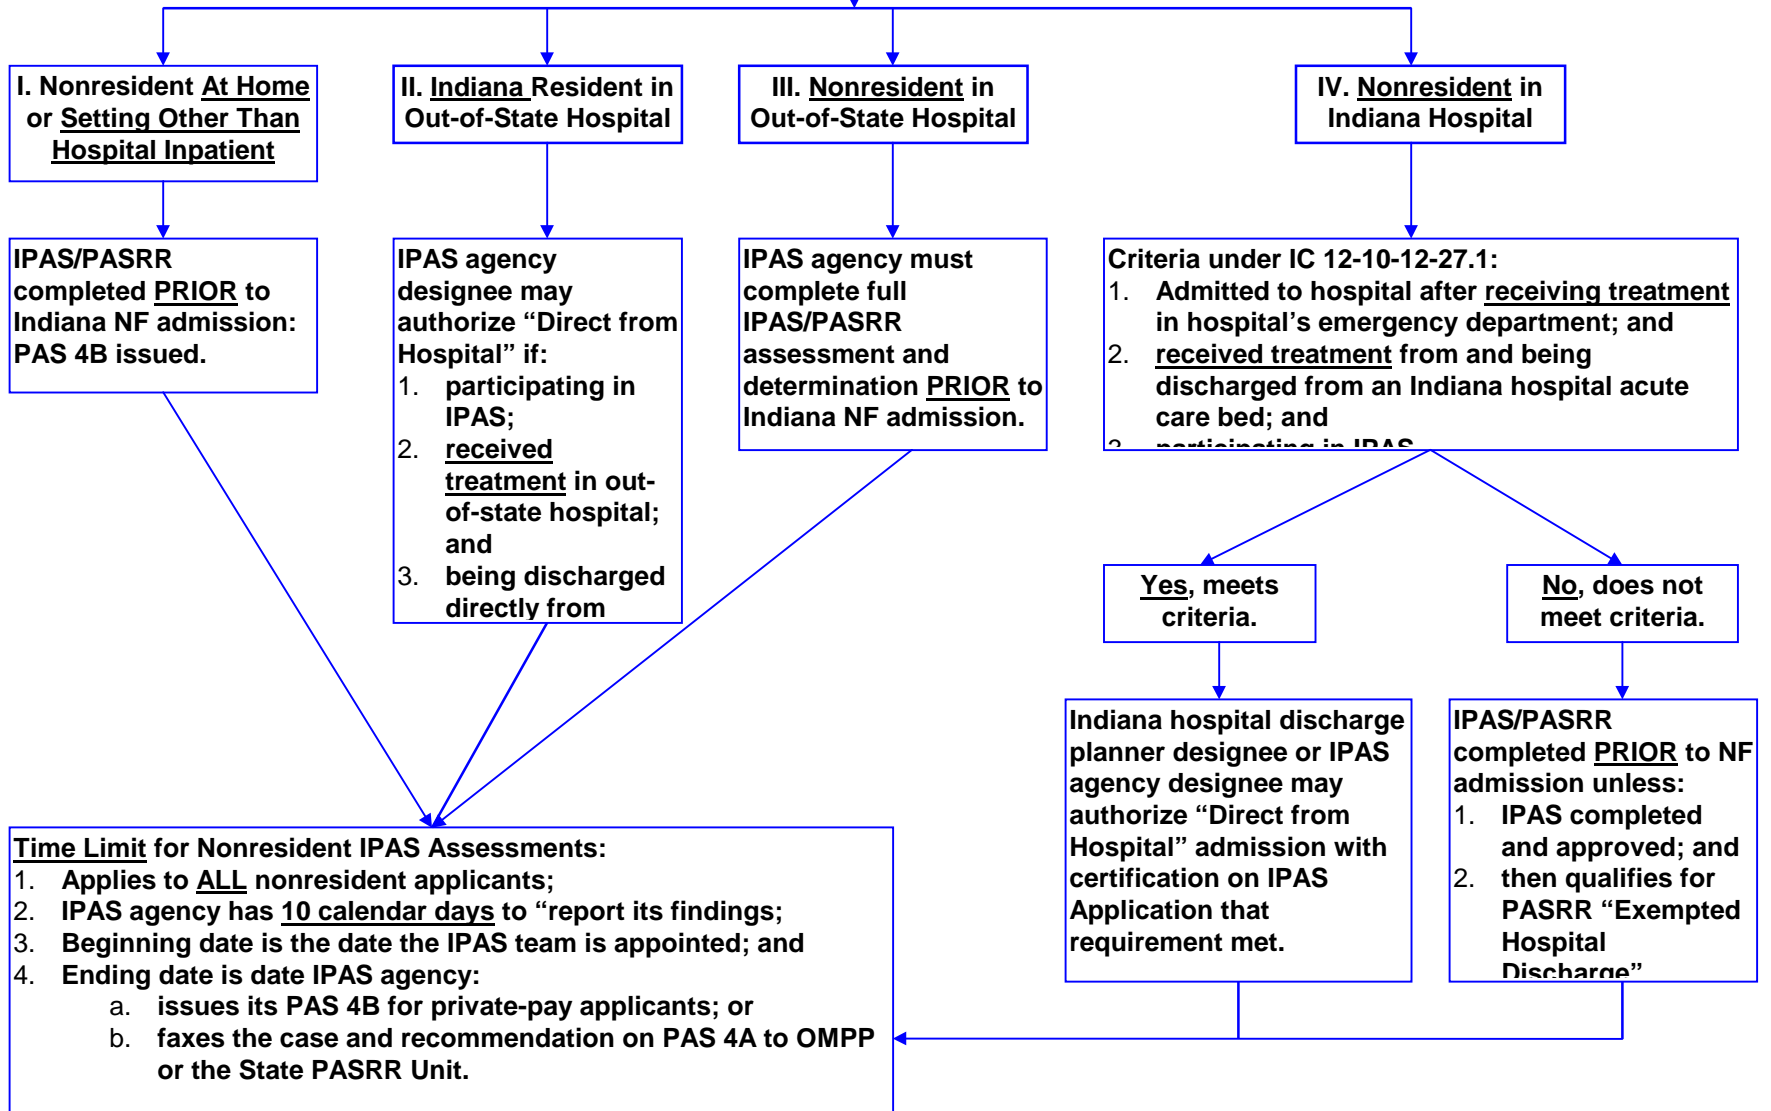 I. Nonresident At Home
or Setting Other Than
Hospital Inpatient
II. Indiana Resident in
Out-of-State Hospital
III. Nonresident in
Out-of-State Hospital
IV. Nonresident in
Indiana Hospital
IPAS/PASRR
completed PRIOR to
Indiana NF admission:
PAS 4B issued.
IPAS agency
designee may
authorize “Direct from
Hospital” if:
1. participating in
IPAS;
2. received
treatment in out-
of-state hospital;
and
3. being discharged
directly from
IPAS agency must
complete full
IPAS/PASRR
assessment and
determination PRIOR to
Indiana NF admission.
Criteria under IC 12-10-12-27.1:
1. Admitted to hospital after receiving treatment
in hospital’s emergency department; and
2. received treatment from and being
discharged from an Indiana hospital acute
care bed; and
participating in IPAS
Yes, meets
criteria.
No, does not
meet criteria.
Indiana hospital discharge
planner designee or IPAS
agency designee may
authorize “Direct from
Hospital” admission with
certification on IPAS
Application that
requirement met.
IPAS/PASRR
completed PRIOR to NF
admission unless:
1. IPAS completed
and approved; and
2. then qualifies for
PASRR “Exempted
Hospital
Discharge”
Time Limit for Nonresident IPAS Assessments:
1. Applies to ALL nonresident applicants;
2. IPAS agency has 10 calendar days to “report its findings;
3. Beginning date is the date the IPAS team is appointed; and
4. Ending date is date IPAS agency:
a. issues its PAS 4B for private-pay applicants; or
b. faxes the case and recommendation on PAS 4A to OMPP
or the State PASRR Unit.